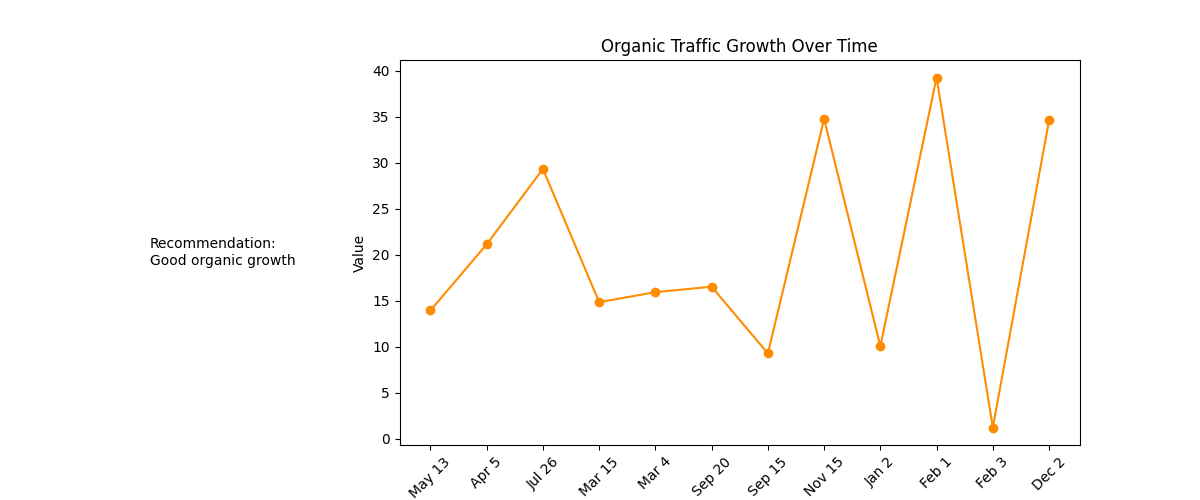 Organic Traffic Growth Over Time
Recommendation:
Good organic growth
Value
40
35
30
25
20
15
10
5
0
May 13
Apr 5
Jul 26
Mar 15
Mar 4
Sep 20
Sep 15
Nov 15
Jan 2
Feb 1
Feb 3
Dec 2